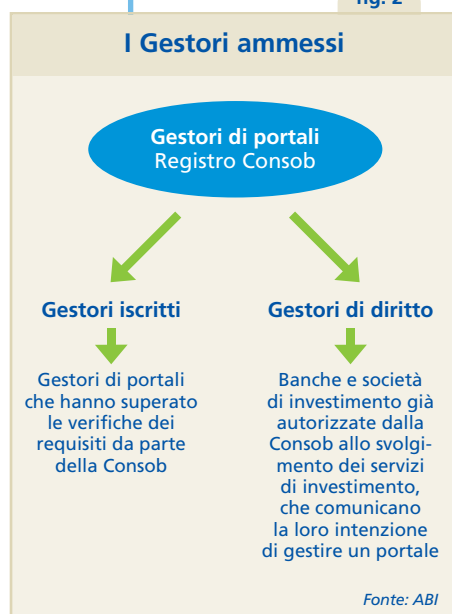 fig. 2
I Gestori ammessi
Gestori di portali
Registro Consob
Gestori iscritti
Gestori di diritto
Gestori di portali
che hanno superato
le verifiche dei
requisiti da parte
della Consob
Banche e società
di investimento già
autorizzate dalla
Consob allo svolgi-
mento dei servizi
di investimento,
che comunicano
la loro intenzione
di gestire un portale
Fonte: ABI